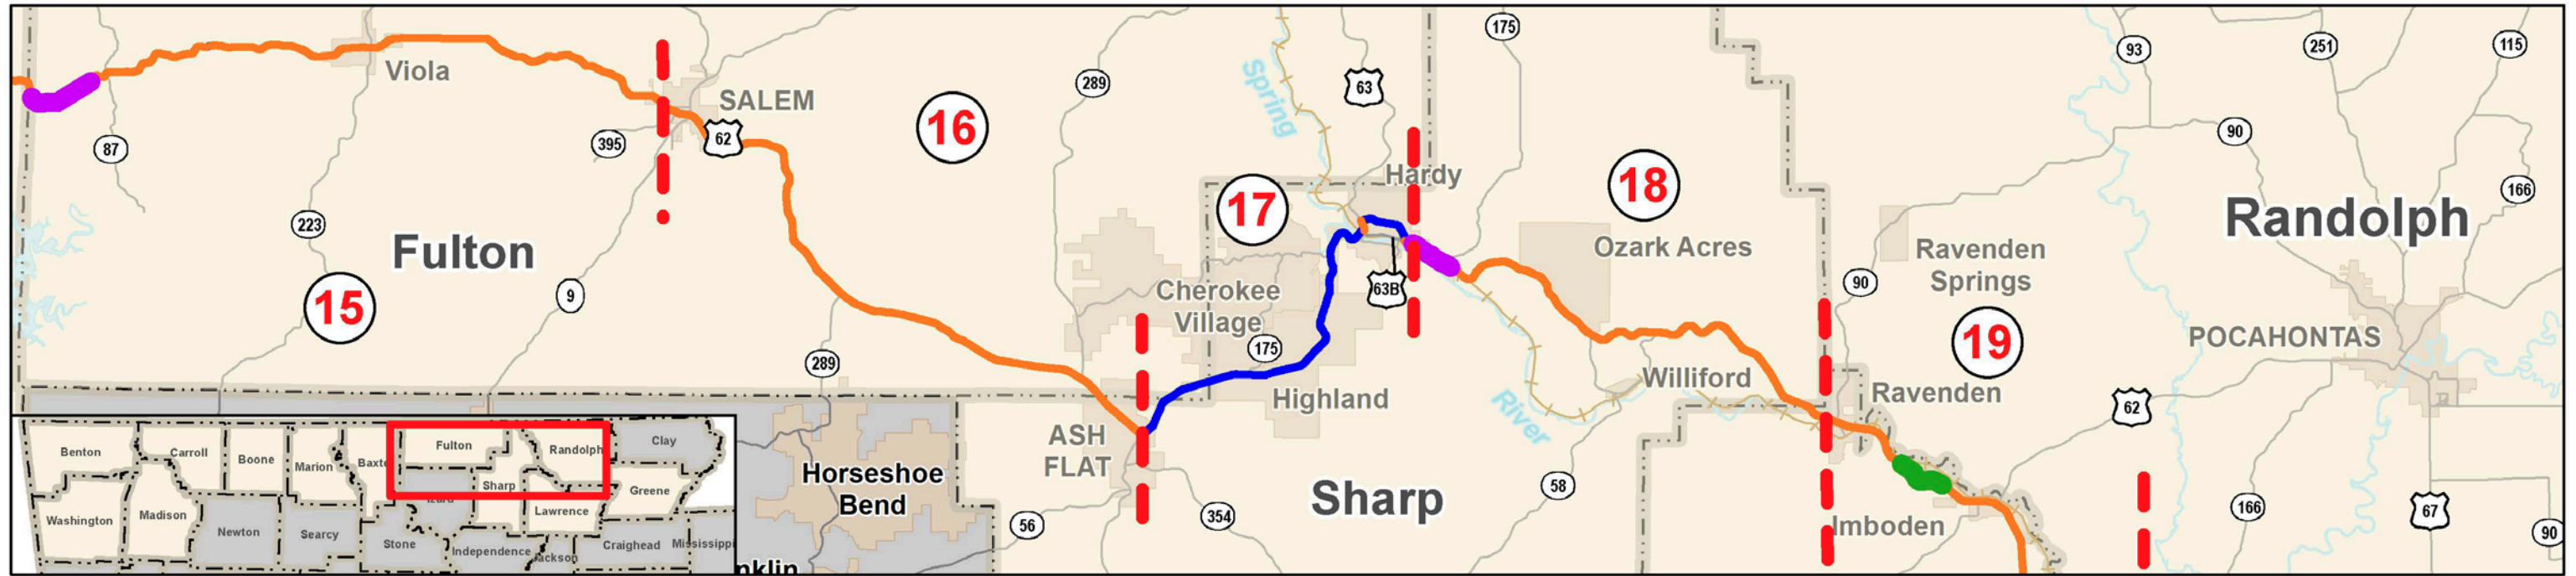 175
93
251
115
63
Viola
289
Spring
SALEM
16
62
395
87
90
Hardy
18
166
17
223
Randolph
Fulton
Ozark Acres
Ravenden
Springs
90
63B
9
15
Cherokee
Village
19
POCAHONTAS
175
289
Williford
Ravenden
Highland
62
River
ASH
FLAT
Horseshoe
Bend
Sharp
58
354
56
Imboden
166
67
90
nklin
Benton
Carroll
Boone
Marion
Baxte
Fulton
Randolph
Clay
Sharp
Greene
Izard
Washington
Madison
Lawrence
Newton
Searcy
Stone
Independence
Jackson
Craighead
Mississippi